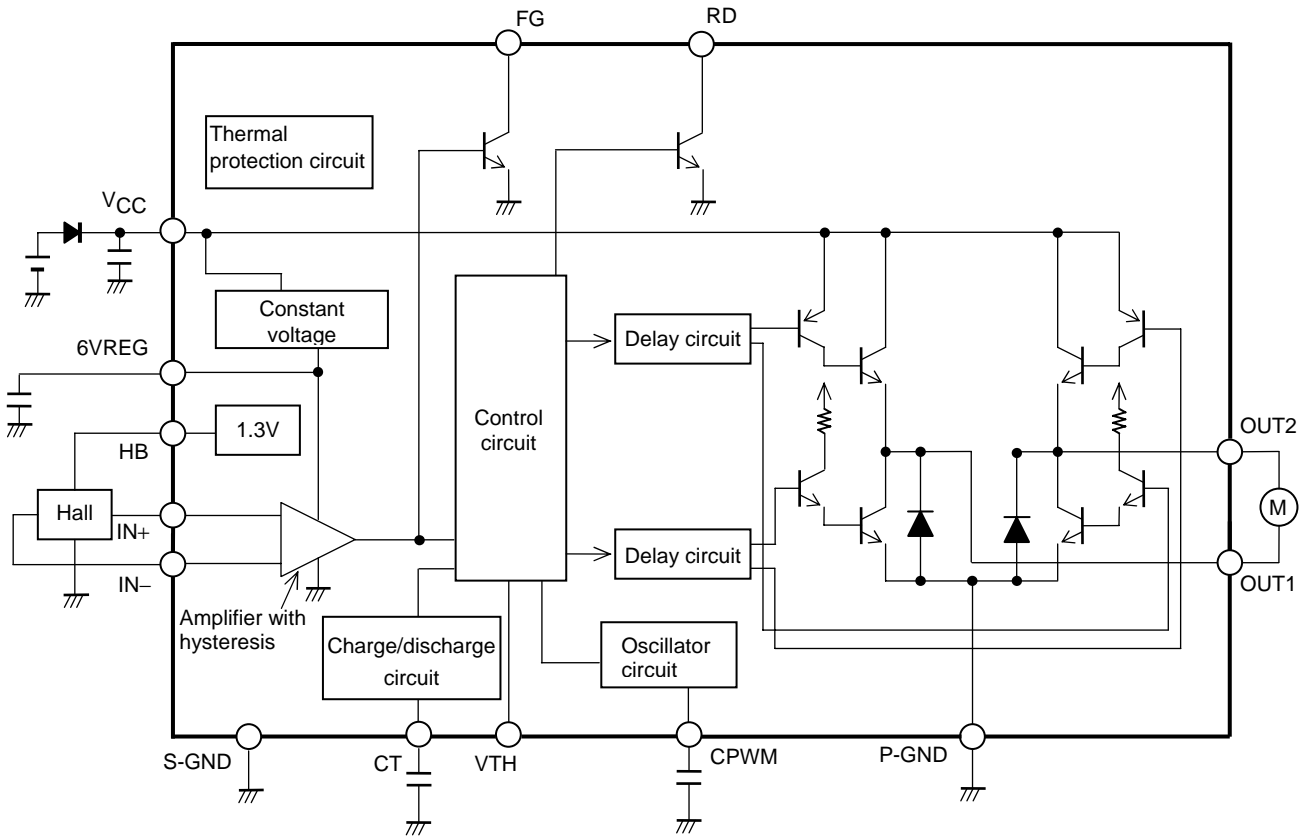 FG
RD
Thermal
protection circuit
VCC
Constant
voltage
Delay circuit
6VREG
Control
circuit
1.3V
HB
OUT2
Hall
IN+
M
IN−
Delay circuit
OUT1
Amplifier with
hysteresis
Charge/discharge
circuit
Oscillator
circuit
S-GND
CT
VTH
CPWM
P-GND